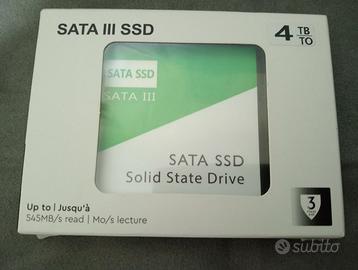 SATA III SSD
4 TB
TO
SATA SSD
SATA III
SATA SSD
Solid State Drive
Up to | Jusqu'à
545MB/s read | Mo/s lecture
3
subito